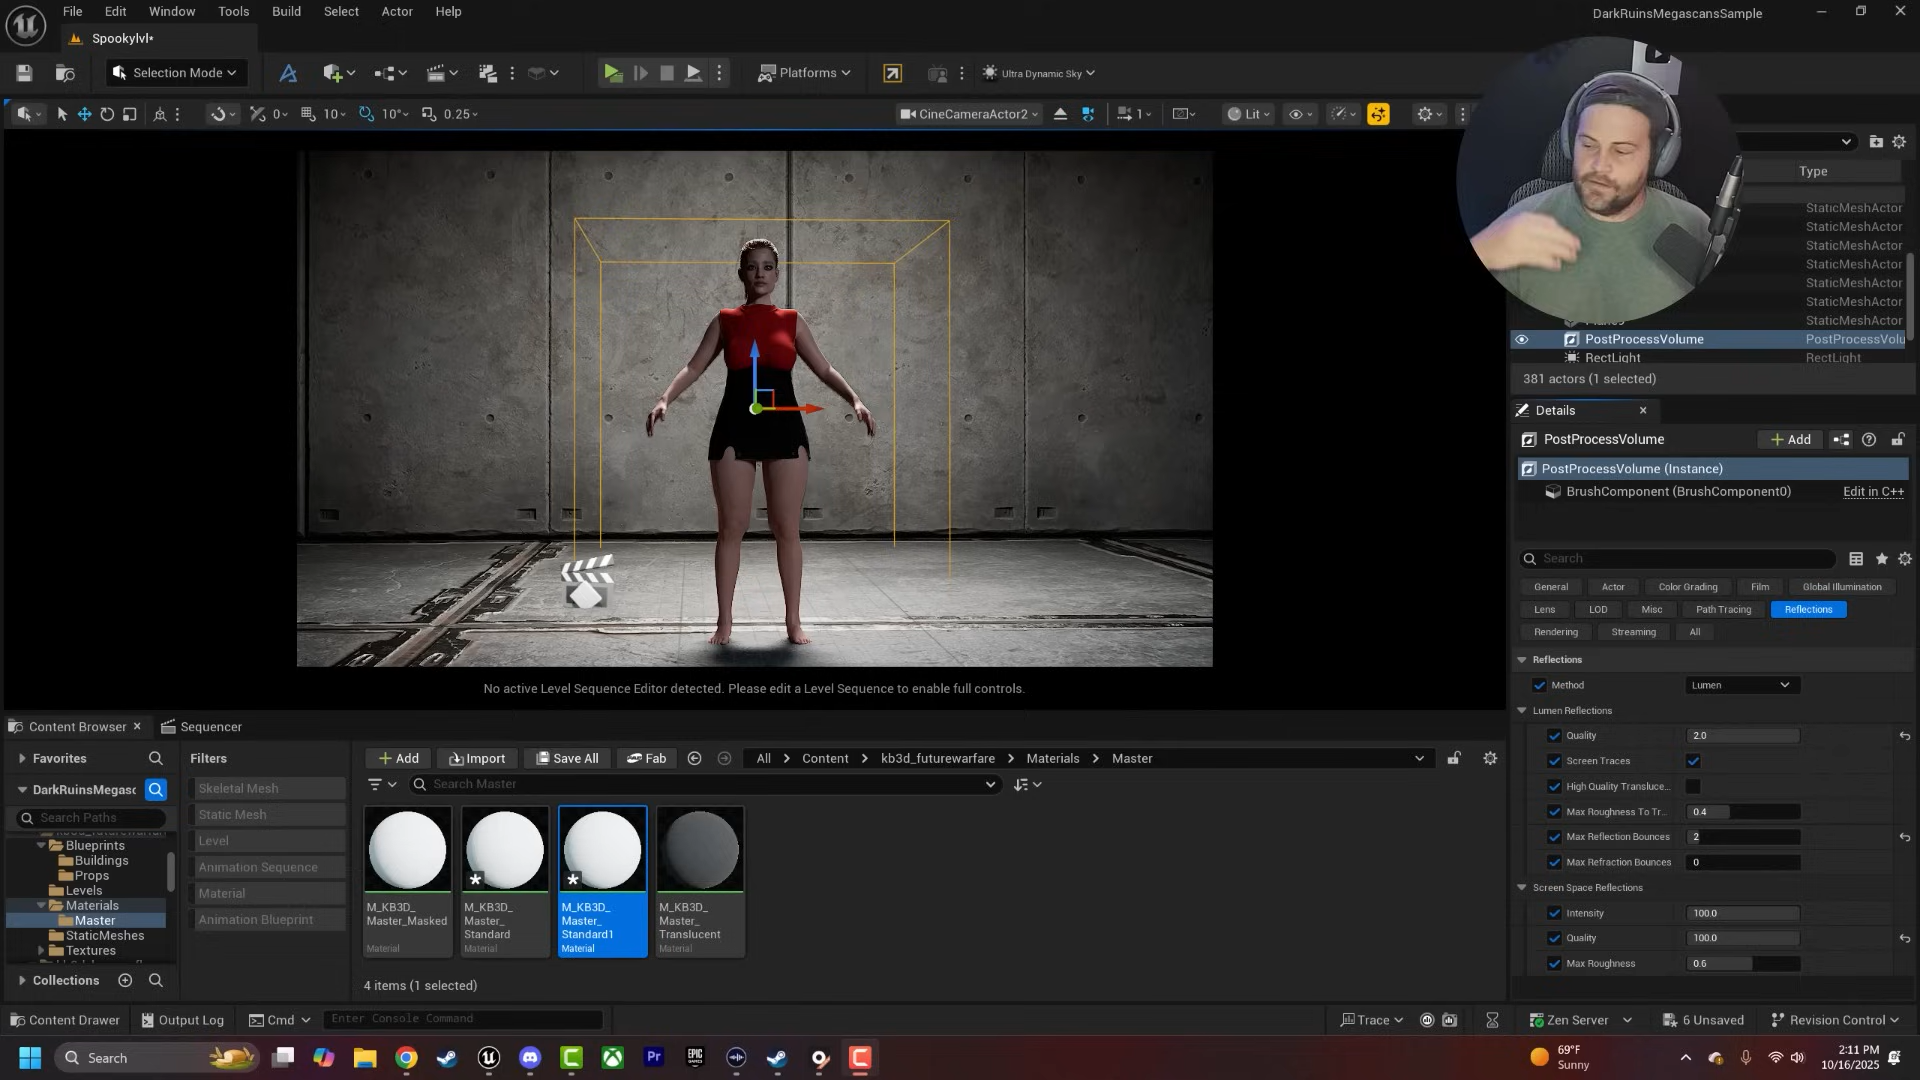 File Edit Window Tools Build Select Actor Help
DarkRuinsMegascansSample
Spookylvl*
Selection Mode
Platforms
Ultra Dynamic Sky
0
10
10°
0.25
CineCameraActor2
1
Lit
Type
StaticMeshActor
StaticMeshActor
StaticMeshActor
StaticMeshActor
StaticMeshActor
StaticMeshActor
StaticMeshActor
PostProcessVolume PostProcessVolu
RectLight RectLight
381 actors (1 selected)
Details
PostProcessVolume
Add
PostProcessVolume (Instance)
BrushComponent (BrushComponent0) Edit in C++
Search
General Actor Color Grading Film Global Illumination
Lens LOD Misc Path Tracing Reflections
Rendering Streaming All
Reflections
Method Lumen
Lumen Reflections
Quality 2.0
Screen Traces
High Quality Transluce...
Max Roughness To Tr... 0.4
Max Reflection Bounces 2
Max Refraction Bounces 0
Screen Space Reflections
Intensity 100.0
Quality 100.0
Max Roughness 0.6
No active Level Sequence Editor detected. Please edit a Level Sequence to enable full controls.
Content Browser Sequencer
Favorites
DarkRuinsMegasc
Search Paths
Blueprints
Buildings
Props
Levels
Materials
Master
StaticMeshes
Textures
Collections
Filters
Skeletal Mesh
Static Mesh
Level
Animation Sequence
Material
Animation Blueprint
Add Import Save All Fab All Content kb3d_futurewarfare Materials Master
Search Master
M_KB3D_
Master_Masked
Material
M_KB3D_
Master_
Standard
Material
M_KB3D_
Master_
Standard1
Material
M_KB3D_
Master_
Translucent
Material
4 items (1 selected)
Content Drawer Output Log Cmd Enter Console Command Trace Zen Server 6 Unsaved Revision Control
Search
Pr
EPIC
GAMES
69°F
Sunny
2:11 PM
10/16/2025